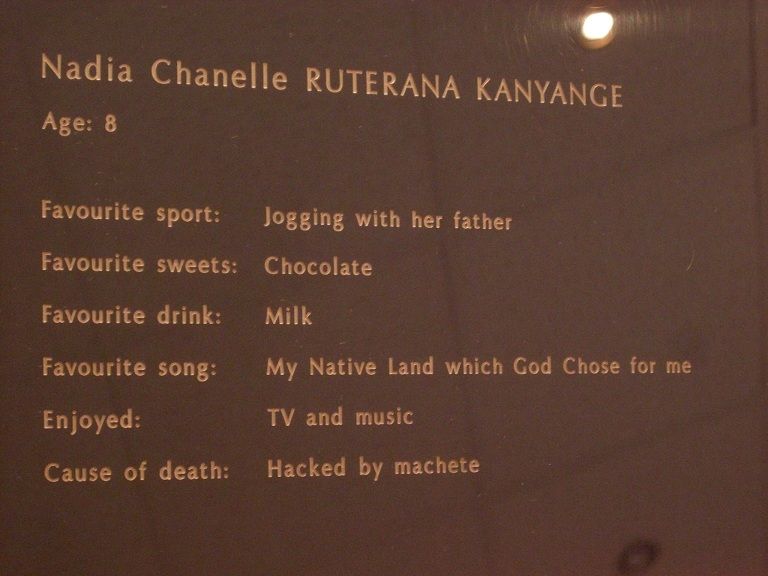 Nadia Chanelle RUTERANA KANYANGE
Age: 8
Favourite sport: Jogging with her father
Favourite sweets: Chocolate
Favourite drink: Milk
Favourite song: My Native Land which God Chose for me
Enjoyed: TV and music
Cause of death: Hacked by machete